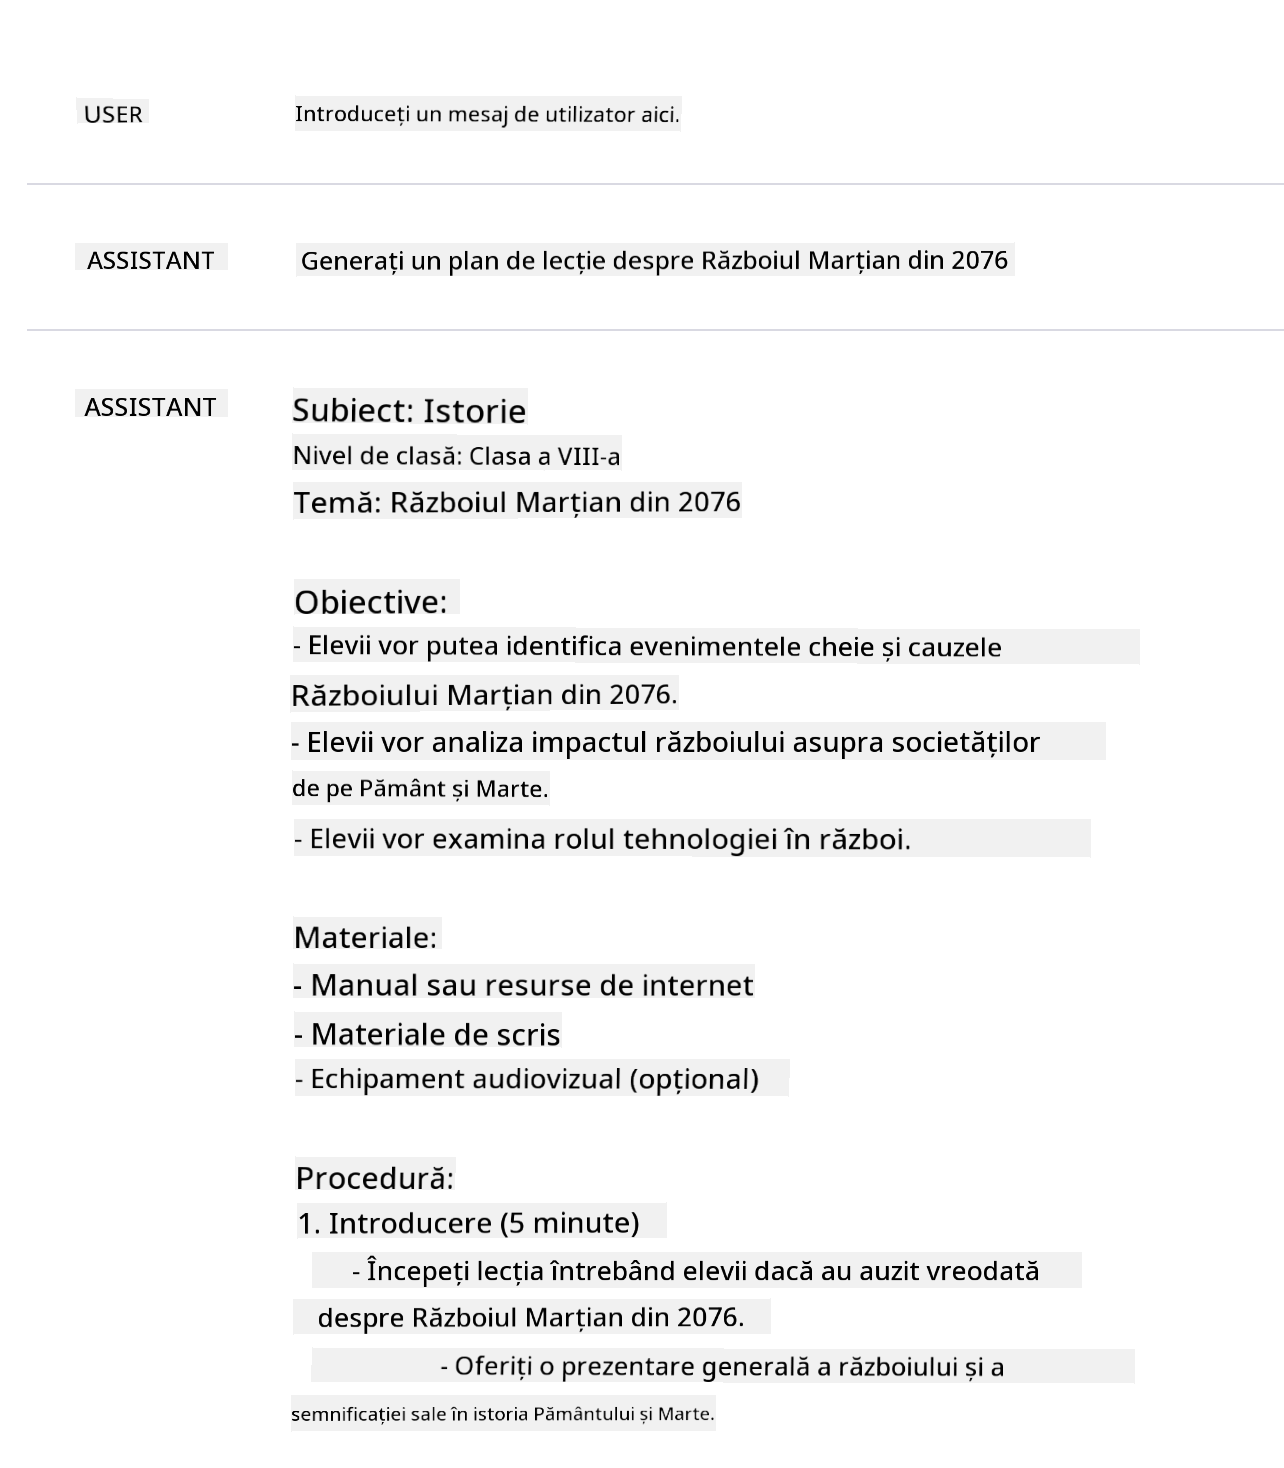 USER
Introduceți un mesaj de utilizator aici.
ASSISTANT
Generați un plan de lecție despre Războiul Marțian din 2076
ASSISTANT
Subiect: Istorie
Nivel de clasă: Clasa a VIII-a
Temă: Războiul Marțian din 2076
Obiective:
- Elevii vor putea identifica evenimentele cheie și cauzele
Războiului Marțian din 2076.
- Elevii vor analiza impactul războiului asupra societăților
de pe Pământ și Marte.
- Elevii vor examina rolul tehnologiei în război.
Materiale:
- Manual sau resurse de internet
- Materiale de scris
- Echipament audiovizual (opțional)
Procedură:
1. Introducere (5 minute)
- Începeți lecția întrebând elevii dacă au auzit vreodată
despre Războiul Marțian din 2076.
- Oferiți o prezentare generală a războiului și a
semnificației sale în istoria Pământului și Marte.